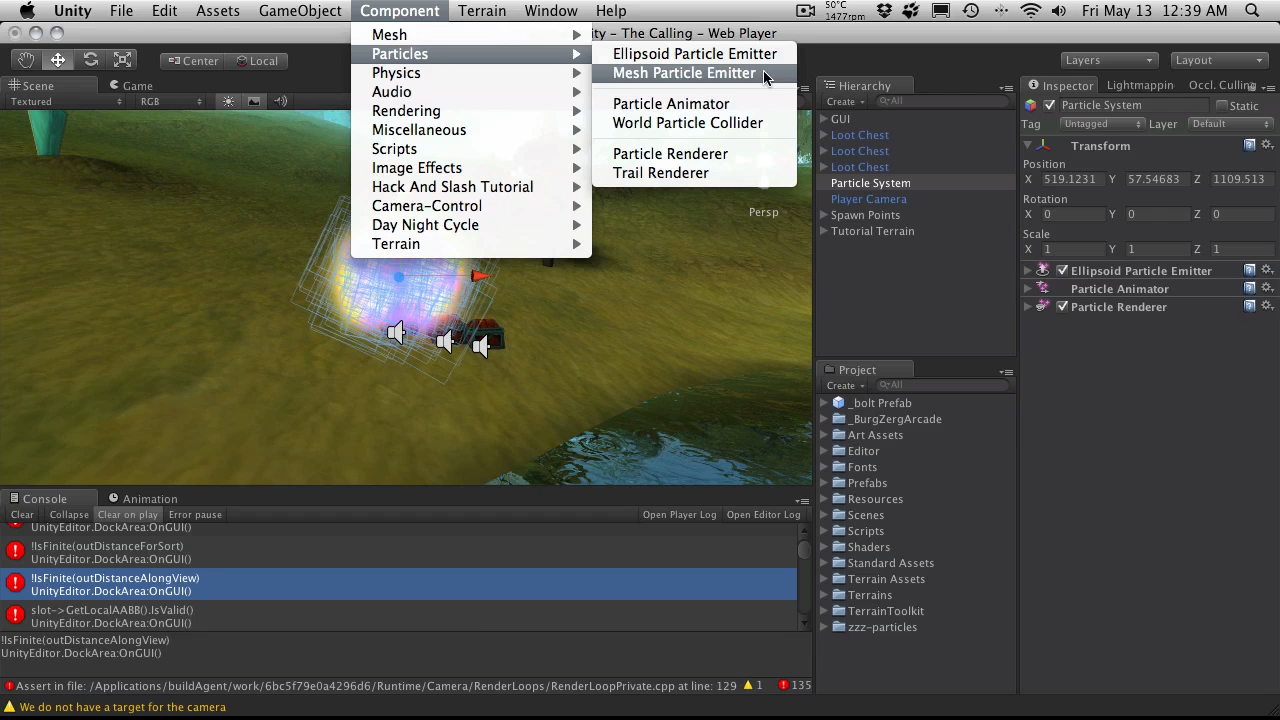 Unity File Edit Assets GameObject Component Terrain Window Help 50°C 1477rpm Fri May 13 12:39 AM
ity - The Calling - Web Player
Center Local Layers Layout
Mesh
Particles
Physics
Audio
Rendering
Miscellaneous
Scripts
Image Effects
Hack And Slash Tutorial
Camera-Control
Day Night Cycle
Terrain
Ellipsoid Particle Emitter
Mesh Particle Emitter
Particle Animator
World Particle Collider
Particle Renderer
Trail Renderer
Scene Game
Textured RGB
Persp
Hierarchy
Create All
GUI
Loot Chest
Loot Chest
Loot Chest
Particle System
Player Camera
Spawn Points
Tutorial Terrain
Inspector Lightmappin Occl. Culling
Particle System Static
Tag Untagged Layer Default
Transform
Position
X 519.1231 Y 57.54683 Z 1109.513
Rotation
X 0 Y 0 Z 0
Scale
X 1 Y 1 Z 1
Ellipsoid Particle Emitter
Particle Animator
Particle Renderer
Project
Create All
_bolt Prefab
_BurgZergArcade
Art Assets
Editor
Fonts
Prefabs
Resources
Scenes
Scripts
Shaders
Standard Assets
Terrain Assets
Terrains
TerrainToolkit
zzz-particles
Console Animation
Clear Collapse Clear on play Error pause Open Player Log Open Editor Log
UnityEditor.DockArea:OnGUI()
!IsFinite(outDistanceForSort)
UnityEditor.DockArea:OnGUI()
!IsFinite(outDistanceAlongView)
UnityEditor.DockArea:OnGUI()
slot->GetLocalAABB().IsValid()
UnityEditor.DockArea:OnGUI()
!IsFinite(outDistanceAlongView)
UnityEditor.DockArea:OnGUI()
Assert in file: /Applications/buildAgent/work/6bc5f79e0a4296d6/Runtime/Camera/RenderLoops/RenderLoopPrivate.cpp at line: 129 1 135
We do not have a target for the camera